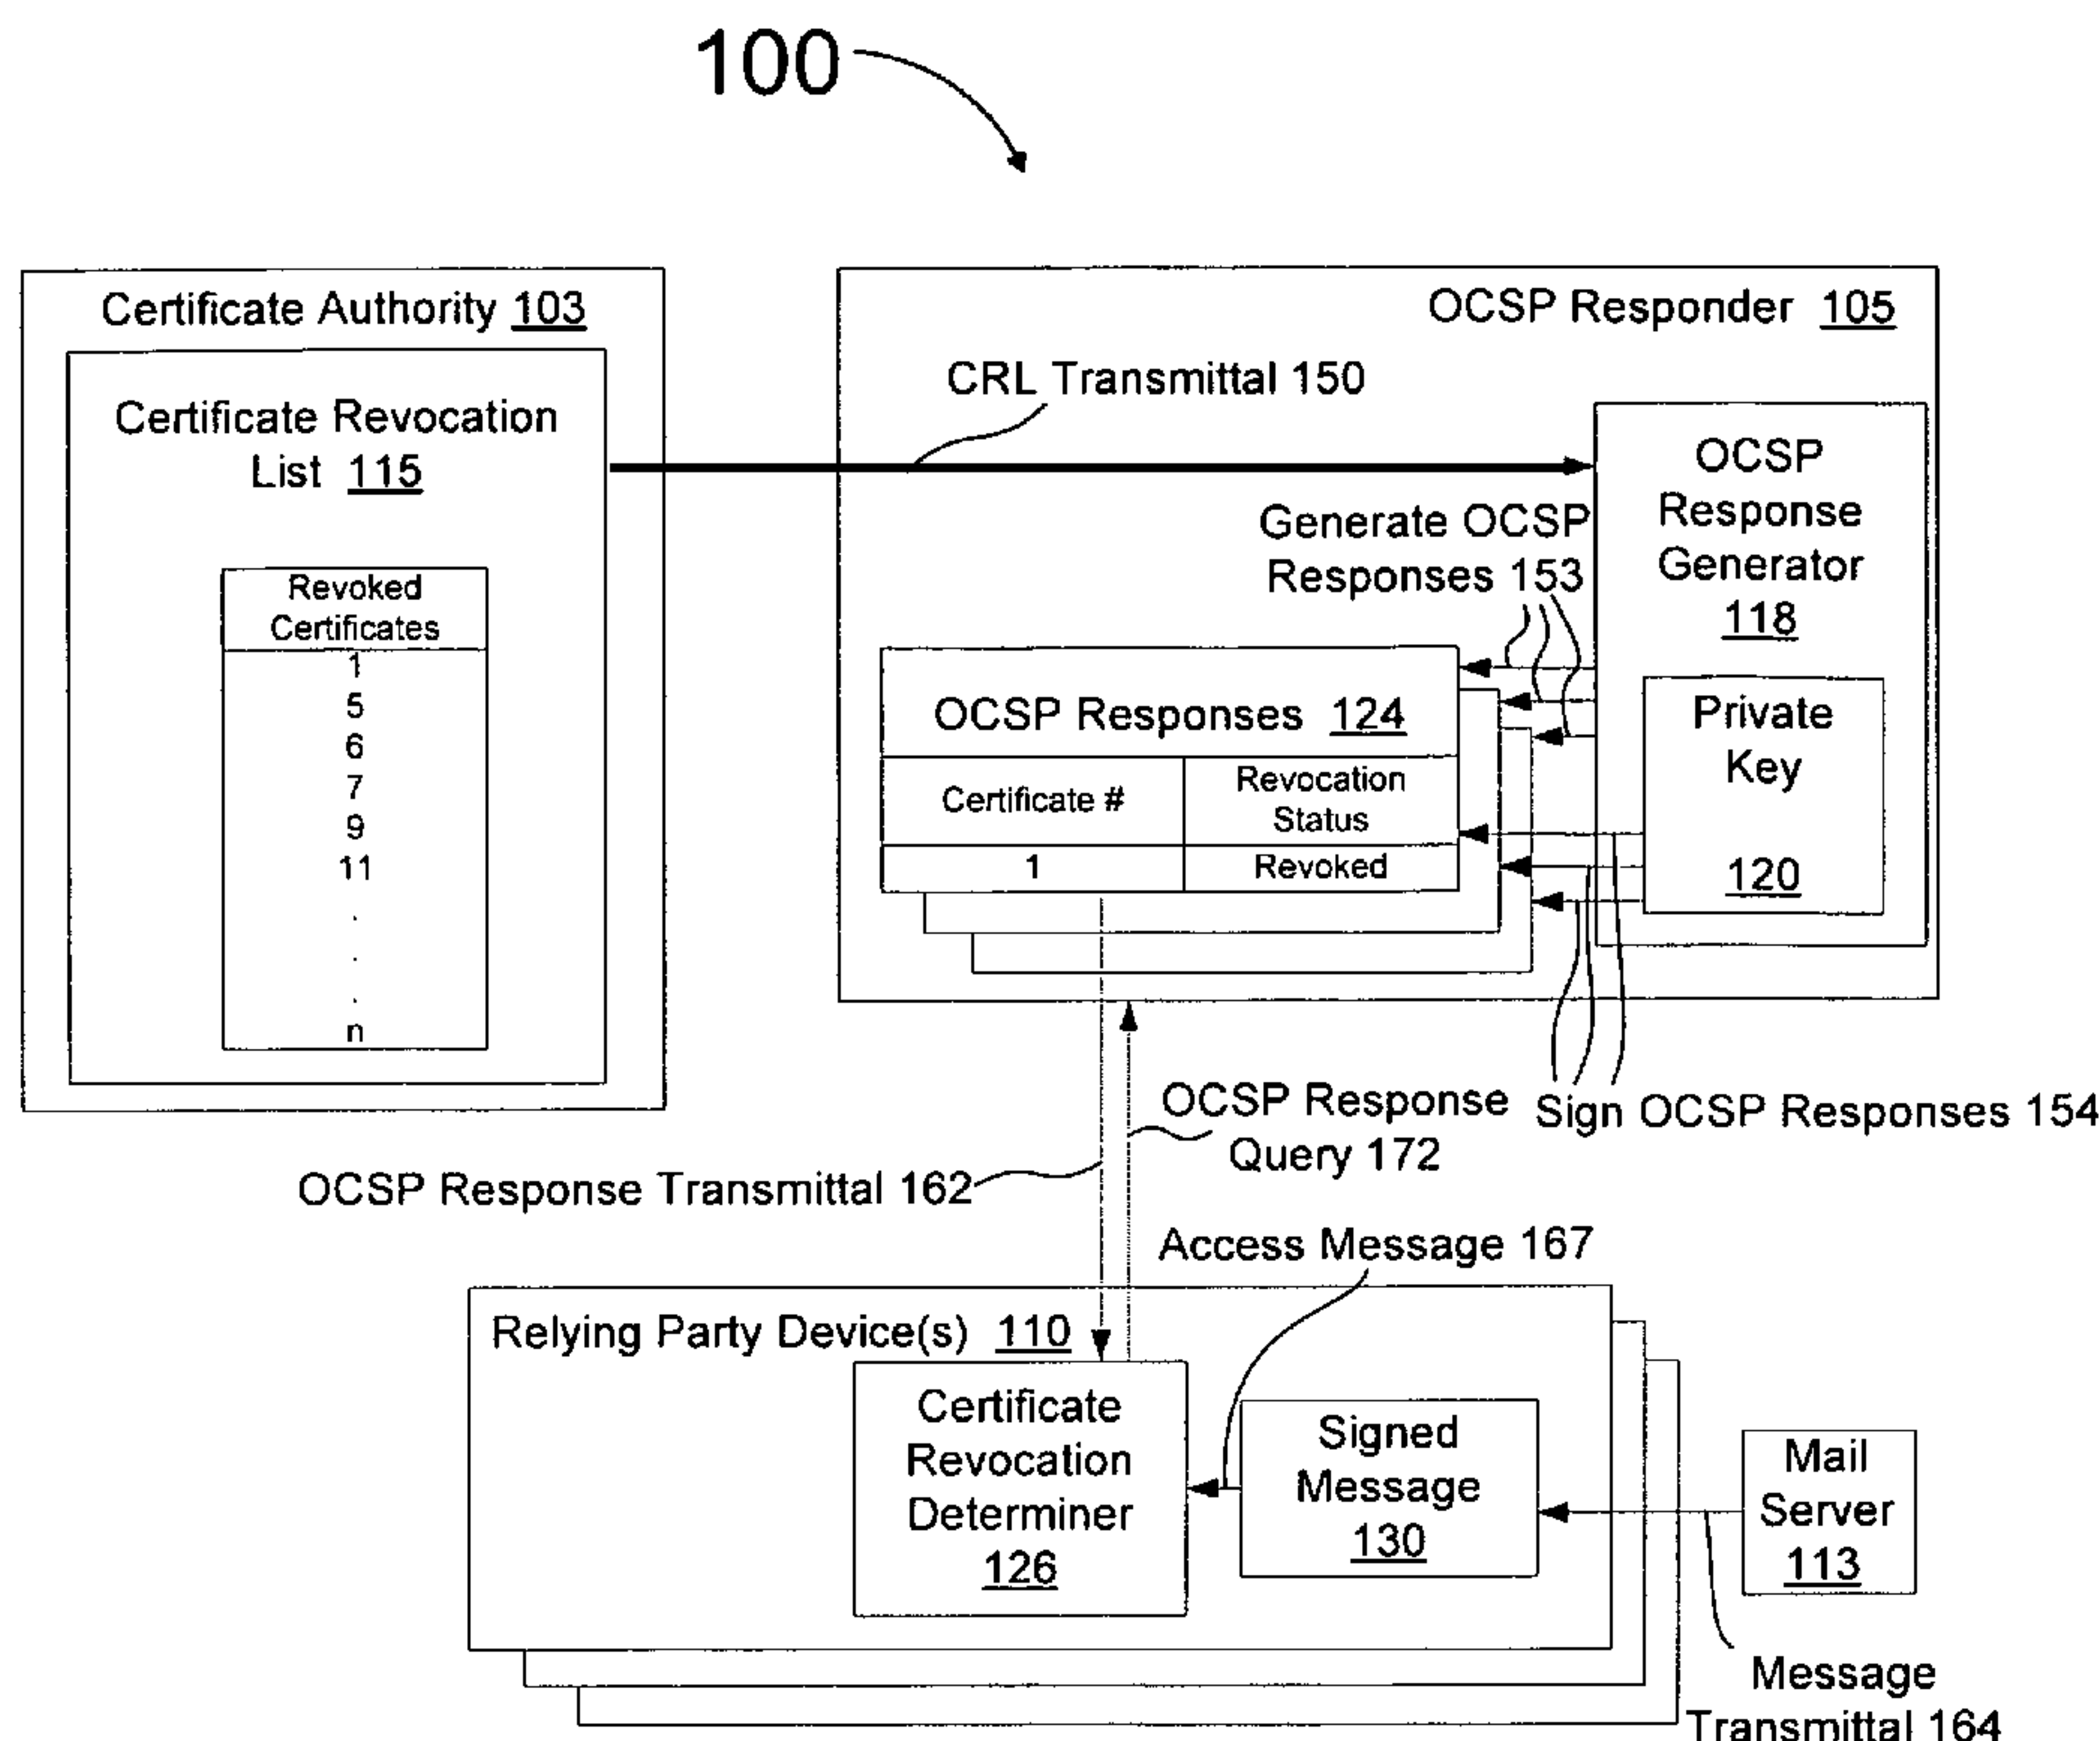 100
Certificate Authority 103
Certificate Revocation
List 115
Revoked
Certificates
1
5
6
7
9
11
.
.
.
n
OCSP Responder 105
CRL Transmittal 150
OCSP
Response
Generator
118
Generate OCSP
Responses 153
Private
Key
120
OCSP Responses 124
Certificate #
Revocation
Status
1
Revoked
OCSP Response
Query 172
Sign OCSP Responses 154
OCSP Response Transmittal 162
Access Message 167
Relying Party Device(s) 110
Certificate
Revocation
Determiner
126
Signed
Message
130
Mail
Server
113
Message
Transmittal 164